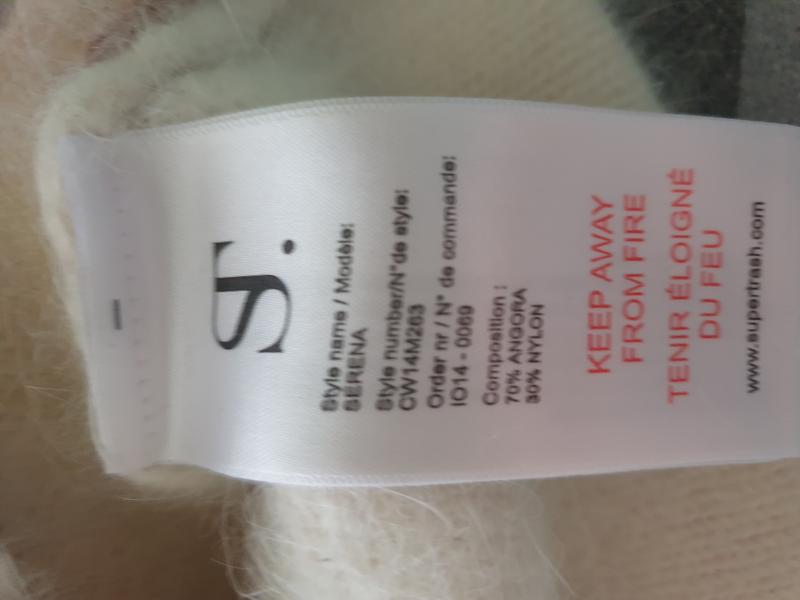 ST.
Style name / Modèle:
SERENA
Style number/N°de style:
CW14M263
Order nr / N° de commande:
IO14 - 0069
Composition :
70% ANGORA
30% NYLON
KEEP AWAY
FROM FIRE
TENIR ÉLOIGNÉ
DU FEU
www.supertrash.com